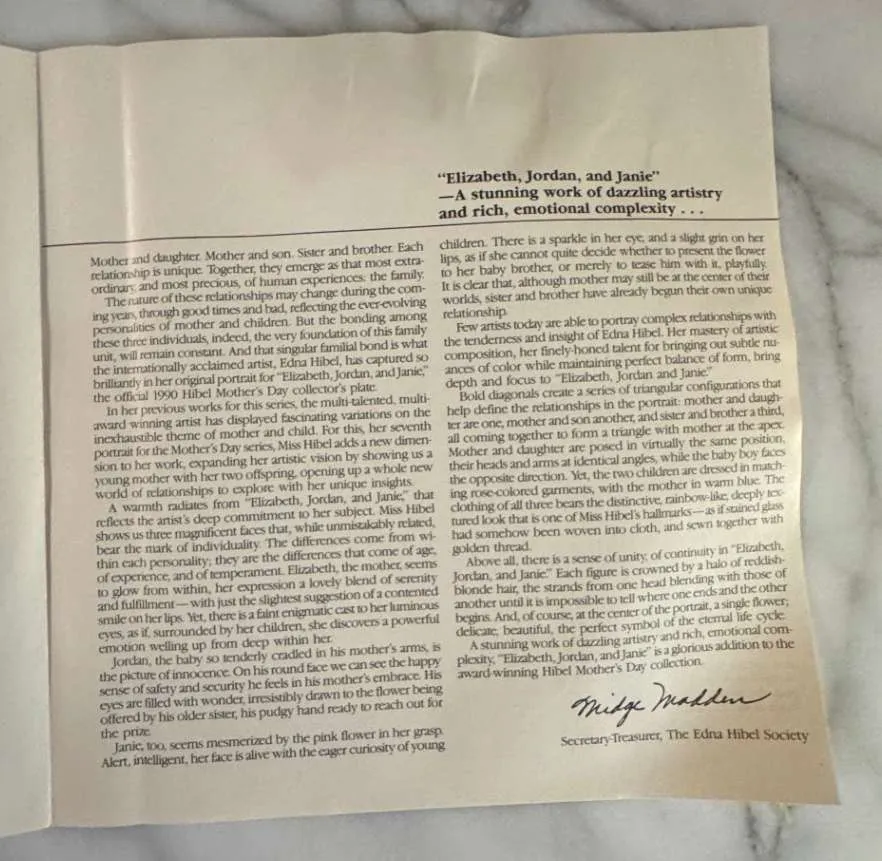 "Elizabeth, Jordan, and Janie"
—A stunning work of dazzling artistry
and rich, emotional complexity . . .
Mother and daughter. Mother and son. Sister and brother. Each
relationship is unique. Together, they emerge as that most extra-
ordinary, and most precious, of human experiences: the family.
The nature of these relationships may change during the com-
ing years, through good times and bad, reflecting the ever-evolving
personalities of mother and children. But the bonding among
these three individuals, indeed, the very foundation of this family
unit, will remain constant. And that singular familial bond is what
the internationally acclaimed artist, Edna Hibel, has captured so
brilliantly in her original portrait for "Elizabeth, Jordan, and Janie,"
the official 1990 Hibel Mother's Day collector's plate.
In her previous works for this series, the multi-talented, multi-
award winning artist has displayed fascinating variations on the
inexhaustible theme of mother and child. For this, her seventh
portrait for the Mother's Day series, Miss Hibel adds a new dimen-
sion to her work, expanding her artistic vision by showing us a
young mother with her two offspring, opening up a whole new
world of relationships to explore with her unique insights.
A warmth radiates from "Elizabeth, Jordan, and Janie," that
reflects the artist's deep commitment to her subject. Miss Hibel
shows us three magnificent faces that, while unmistakably related,
bear the mark of individuality. The differences come from wi-
thin each personality; they are the differences that come of age,
of experience, and of temperament. Elizabeth, the mother, seems
to glow from within, her expression a lovely blend of serenity
and fulfillment—with just the slightest suggestion of a contented
smile on her lips. Yet, there is a faint enigmatic cast to her luminous
eyes, as if, surrounded by her children, she discovers a powerful
emotion welling up from deep within her.
Jordan, the baby so tenderly cradled in his mother's arms, is
the picture of innocence. On his round face we can see the happy
sense of safety and security he feels in his mother's embrace. His
eyes are filled with wonder, irresistibly drawn to the flower being
offered by his older sister, his pudgy hand ready to reach out for
the prize.
Janie, too, seems mesmerized by the pink flower in her grasp.
Alert, intelligent, her face is alive with the eager curiosity of young
children. There is a sparkle in her eye, and a slight grin on her
lips, as if she cannot quite decide whether to present the flower
to her baby brother, or merely to tease him with it, playfully.
It is clear that, although mother may still be at the center of their
worlds, sister and brother have already begun their own unique
relationship.
Few artists today are able to portray complex relationships with
the tenderness and insight of Edna Hibel. Her mastery of artistic
composition, her finely-honed talent for bringing out subtle nu-
ances of color while maintaining perfect balance of form, bring
depth and focus to "Elizabeth, Jordan and Janie."
Bold diagonals create a series of triangular configurations that
help define the relationships in the portrait: mother and daugh-
ter are one, mother and son another, and sister and brother a third,
all coming together to form a triangle with mother at the apex.
Mother and daughter are posed in virtually the same position,
their heads and arms at identical angles, while the baby boy faces
the opposite direction. Yet, the two children are dressed in match-
ing rose-colored garments, with the mother in warm blue. The
clothing of all three bears the distinctive, rainbow-like, deeply tex-
tured look that is one of Miss Hibel's hallmarks—as if stained glass
had somehow been woven into cloth, and sewn together with
golden thread.
Above all, there is a sense of unity, of continuity in "Elizabeth,
Jordan, and Janie." Each figure is crowned by a halo of reddish-
blonde hair, the strands from one head blending with those of
another until it is impossible to tell where one ends and the other
begins. And, of course, at the center of the portrait, a single flower;
delicate, beautiful, the perfect symbol of the eternal life cycle.
A stunning work of dazzling artistry and rich, emotional com-
plexity, "Elizabeth, Jordan, and Janie" is a glorious addition to the
award-winning Hibel Mother's Day collection.
Midge Madden
Secretary-Treasurer, The Edna Hibel Society